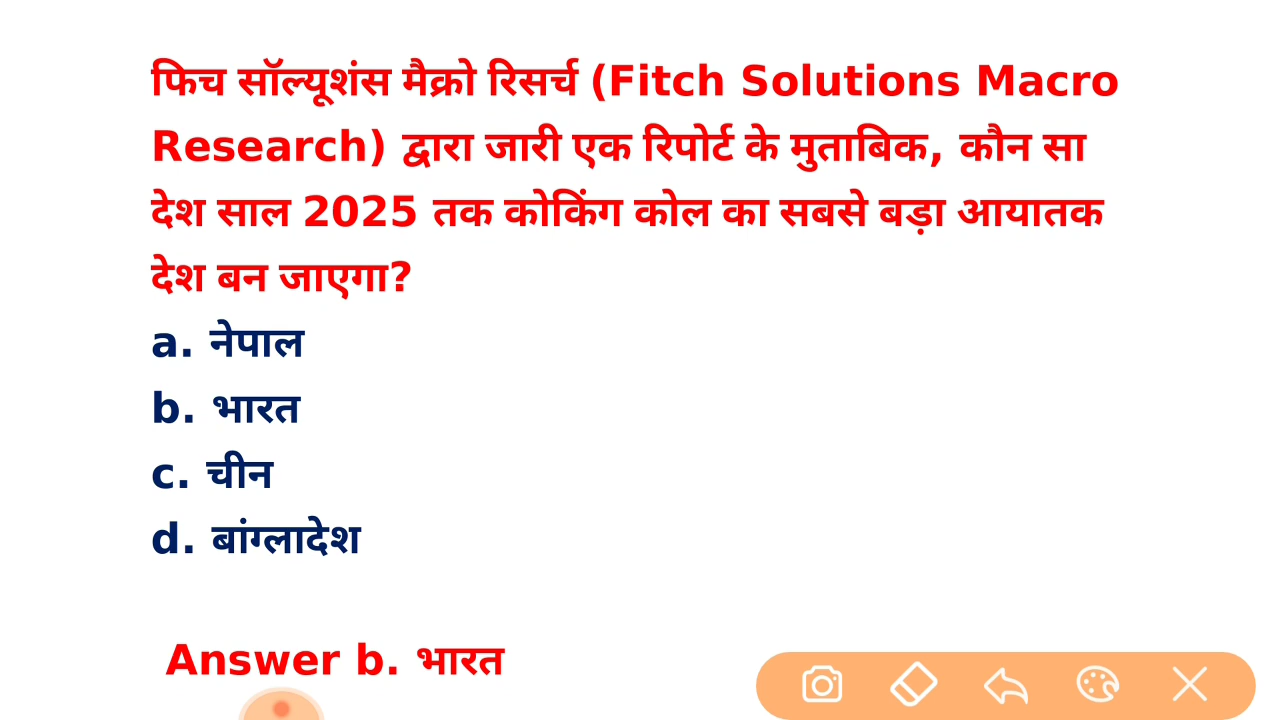 फिच सॉल्यूशंस मैक्रो रिसर्च (Fitch Solutions Macro
Research) द्वारा जारी एक रिपोर्ट के मुताबिक, कौन सा
देश साल 2025 तक कोकिंग कोल का सबसे बड़ा आयातक
देश बन जाएगा?
a. नेपाल
b. भारत
c. चीन
d. बांग्लादेश
Answer b. भारत